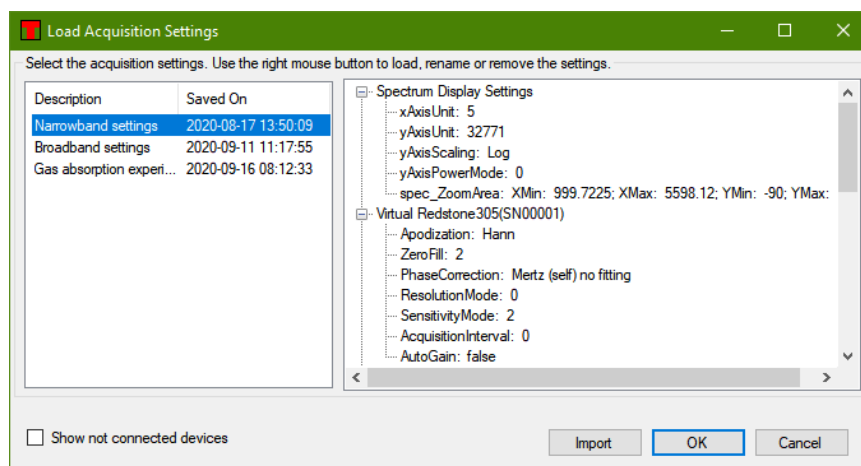 Load Acquisition Settings
Select the acquisition settings. Use the right mouse button to load, rename or remove the settings.
Description Saved On
Narrowband settings 2020-08-17 13:50:09
Broadband settings 2020-09-11 11:17:55
Gas absorption experi... 2020-09-16 08:12:33
Spectrum Display Settings
xAxisUnit: 5
yAxisUnit: 32771
yAxisScaling: Log
yAxisPowerMode: 0
spec_ZoomArea: XMin: 999.7225; XMax: 5598.12; YMin: -90; YMax:
Virtual Redstone305(SN00001)
Apodization: Hann
ZeroFill: 2
PhaseCorrection: Mertz (self) no fitting
ResolutionMode: 0
SensitivityMode: 2
AcquisitionInterval: 0
AutoGain: false
Show not connected devices
Import OK Cancel